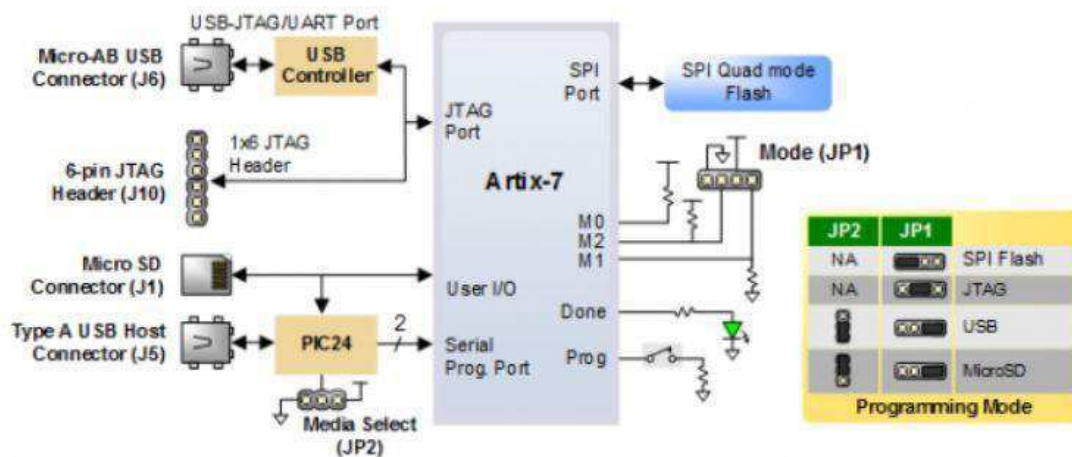 USB-JTAG/UART Port
Micro-AB USB
Connector (J6)
USB
Controller
SPI
Port
SPI Quad mode
Flash
JTAG
Port
1x6 JTAG
Header
6-pin JTAG
Header (J10)
Artix-7
Mode (JP1)
M0
M2
M1
Micro SD
Connector (J1)
User I/O
Done
Type A USB Host
Connector (J5)
PIC24
2
Serial
Prog. Port
Prog
Media Select
(JP2)
JP2 JP1
NA SPI Flash
NA JTAG
USB
MicroSD
Programming Mode